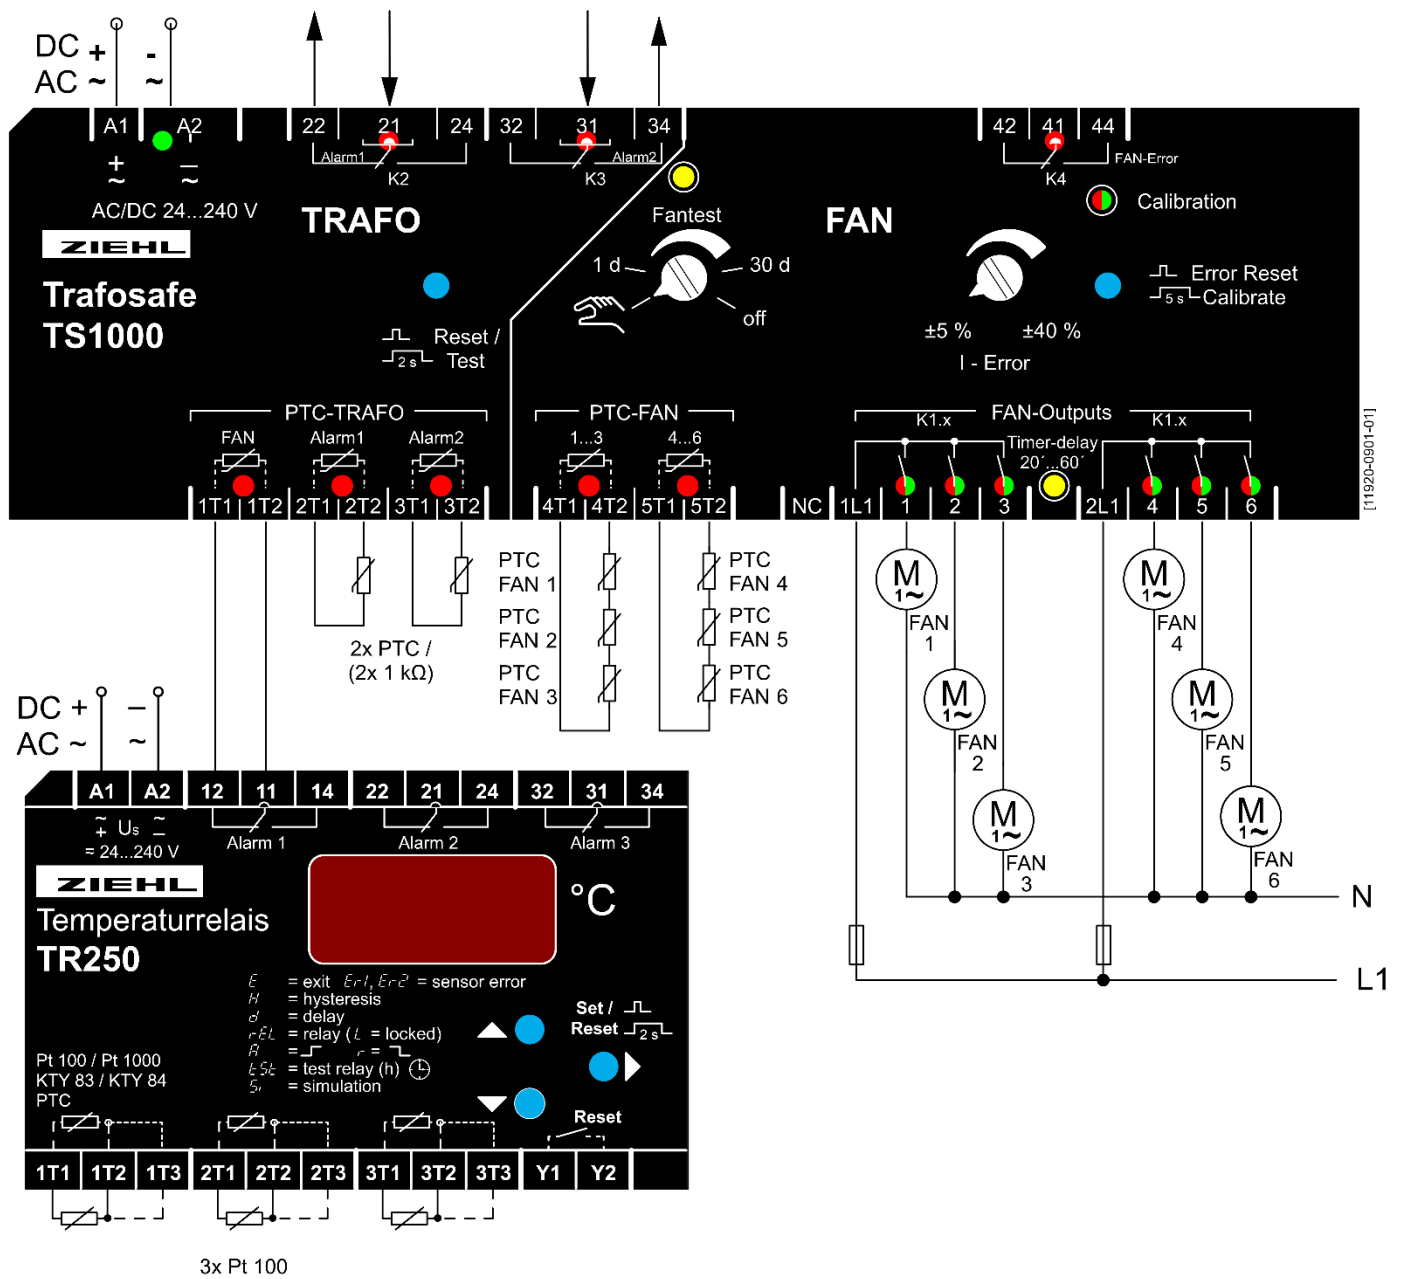 DC + -
AC ~ ~
A1 A2 22 21 24 32 31 34 42 41 44
+ –
~ ~
Alarm1 K2 K3 Alarm2 K4 FAN-Error
AC/DC 24...240 V
TRAFO
FAN
Calibration
ZIEHL
Trafosafe
TS1000
Fantest
1 d
30 d
off
Reset /
2 s Test
±5 % ±40 %
I - Error
Error Reset
5 s Calibrate
PTC-TRAFO
FAN Alarm1 Alarm2
PTC-FAN
1...3 4...6
FAN-Outputs
K1.x K1.x
Timer-delay
20´...60´
1T1 1T2 2T1 2T2 3T1 3T2 4T1 4T2 5T1 5T2 NC 1L1 1 2 3 2L1 4 5 6
[11920-0901-01]
2x PTC /
(2x 1 kΩ)
PTC
FAN 1
PTC
FAN 2
PTC
FAN 3
PTC
FAN 4
PTC
FAN 5
PTC
FAN 6
M
1~
FAN
1
M
1~
FAN
2
M
1~
FAN
3
M
1~
FAN
4
M
1~
FAN
5
M
1~
FAN
6
N
L1
DC + –
AC ~ ~
A1 A2 12 11 14 22 21 24 32 31 34
~ ~
+ Us –
Alarm 1 Alarm 2 Alarm 3
= 24...240 V
ZIEHL
Temperaturrelais
TR250
°C
E = exit Er1, Er2 = sensor error
H = hysteresis
d = delay
rEL = relay (L = locked)
A = r =
tSt = test relay (h)
Si = simulation
Set /
Reset 2 s
Pt 100 / Pt 1000
KTY 83 / KTY 84
PTC
Reset
1T1 1T2 1T3 2T1 2T2 2T3 3T1 3T2 3T3 Y1 Y2
3x Pt 100